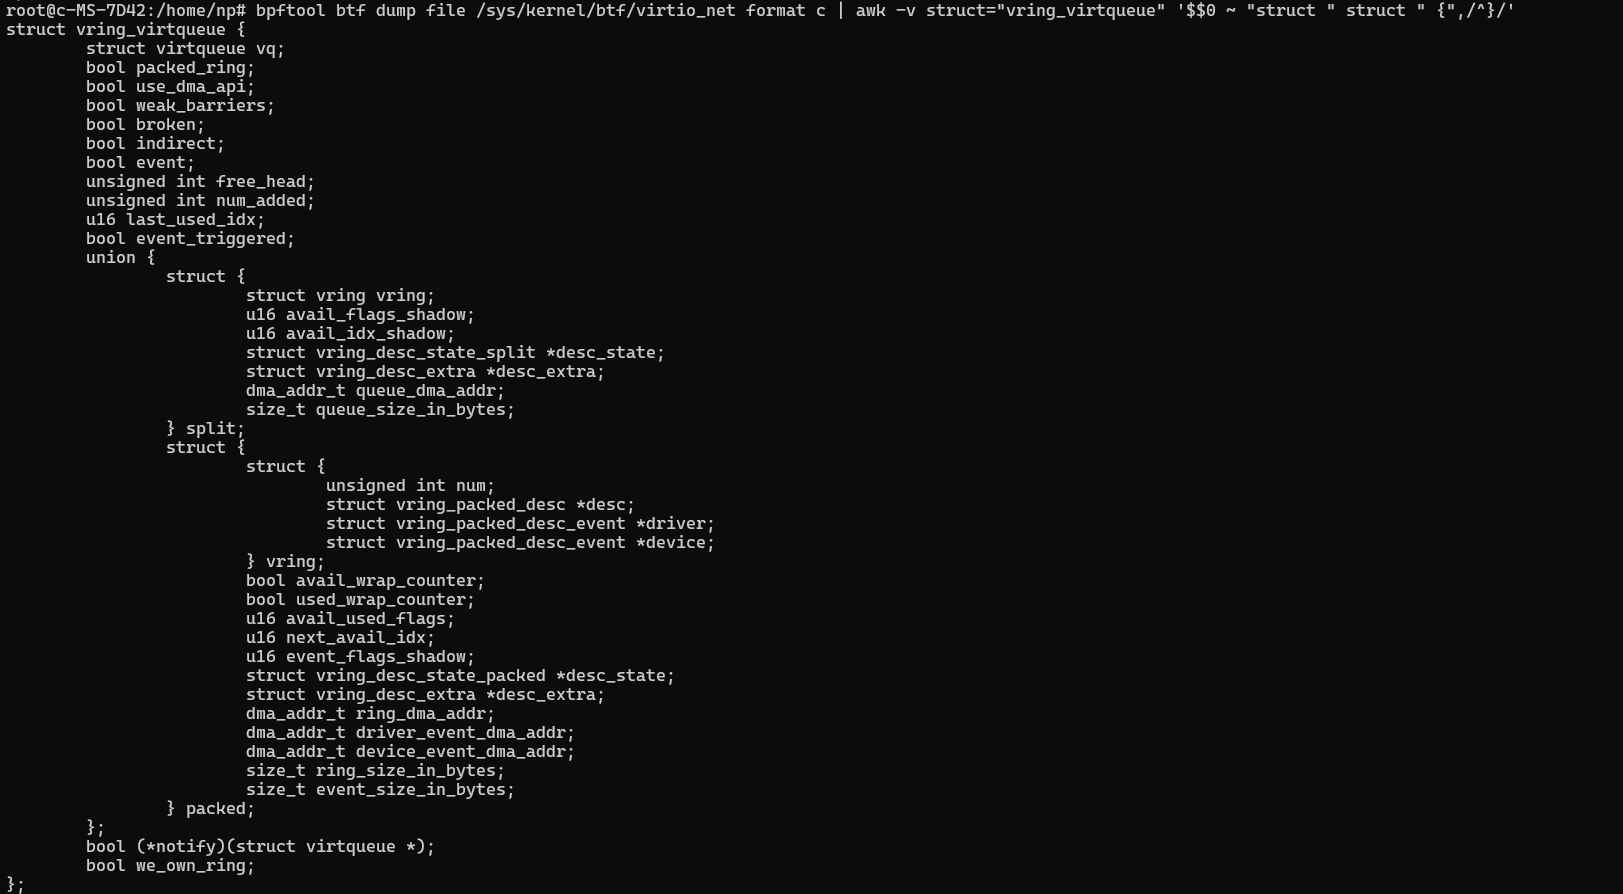 root@c-MS-7D42:/home/np# bpftool btf dump file /sys/kernel/btf/virtio_net format c | awk -v struct="vring_virtqueue" '$$0 ~ "struct " struct " {",/^}/'
struct vring_virtqueue {
        struct virtqueue vq;
        bool packed_ring;
        bool use_dma_api;
        bool weak_barriers;
        bool broken;
        bool indirect;
        bool event;
        unsigned int free_head;
        unsigned int num_added;
        u16 last_used_idx;
        bool event_triggered;
        union {
                struct {
                        struct vring vring;
                        u16 avail_flags_shadow;
                        u16 avail_idx_shadow;
                        struct vring_desc_state_split *desc_state;
                        struct vring_desc_extra *desc_extra;
                        dma_addr_t queue_dma_addr;
                        size_t queue_size_in_bytes;
                } split;
                struct {
                        struct {
                                unsigned int num;
                                struct vring_packed_desc *desc;
                                struct vring_packed_desc_event *driver;
                                struct vring_packed_desc_event *device;
                        } vring;
                        bool avail_wrap_counter;
                        bool used_wrap_counter;
                        u16 avail_used_flags;
                        u16 next_avail_idx;
                        u16 event_flags_shadow;
                        struct vring_desc_state_packed *desc_state;
                        struct vring_desc_extra *desc_extra;
                        dma_addr_t ring_dma_addr;
                        dma_addr_t driver_event_dma_addr;
                        dma_addr_t device_event_dma_addr;
                        size_t ring_size_in_bytes;
                        size_t event_size_in_bytes;
                } packed;
        };
        bool (*notify)(struct virtqueue *);
        bool we_own_ring;
};